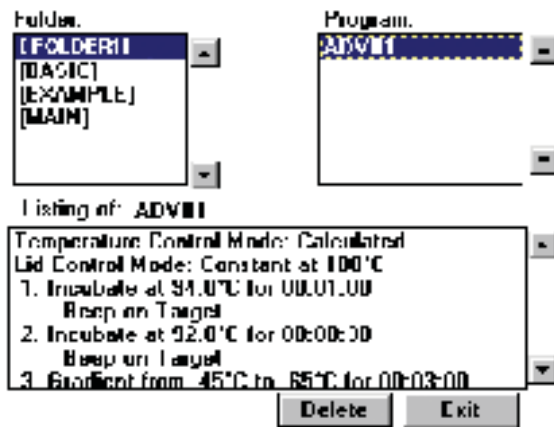 Folder: Program:
[FOLDER1]
[BASIC]
[EXAMPLE]
[MAIN]
Listing of:
Temperature Control Mode: Calculated
Lid Control Mode: Constant at 100°C
1. Incubate at 94.0°C for 00:01:00
Beep on Target
2. Incubate at 92.0°C for 00:00:30
Beep on Target
3. Gradient from 45°C to 65°C for 00:03:00
Delete Exit